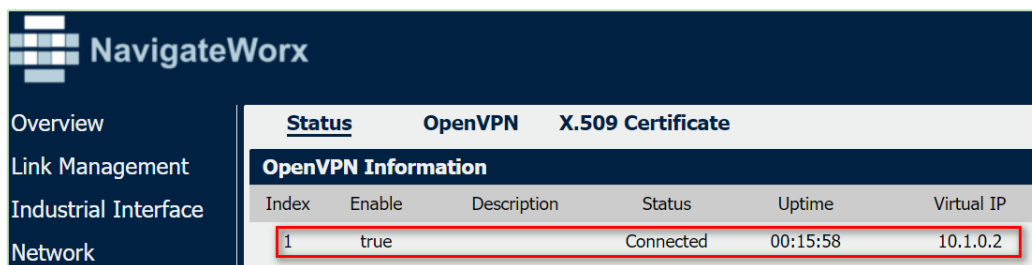 NavigateWorx
Overview
Link Management
Industrial Interface
Network
Status OpenVPN X.509 Certificate
OpenVPN Information
Index Enable Description Status Uptime Virtual IP
1 true Connected 00:15:58 10.1.0.2